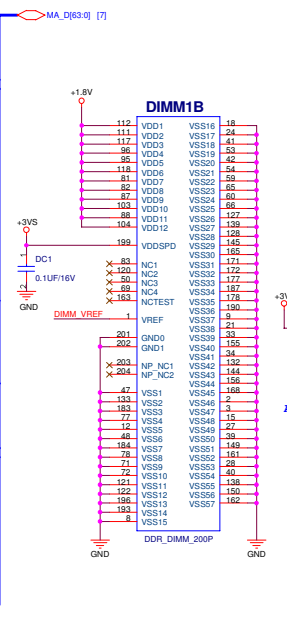 MA_D[63:0] [7]
+1.8V
DIMM1B
112 VDD1 VSS16 18
111 VDD2 VSS17 24
117 VDD3 VSS18 41
96 VDD4 VSS19 53
95 VDD5 VSS20 42
118 VDD6 VSS21 54
81 VDD7 VSS22 59
82 VDD8 VSS23 65
87 VDD9 VSS24 60
103 VDD10 VSS25 66
88 VDD11 VSS26 127
104 VDD12 VSS27 139
VSS28 128
+3VS
199 VDDSPD VSS29 145
VSS30 165
DC1
1
2
0.1UF/16V
GND
83 NC1 VSS31 171
120 NC2 VSS32 172
50 NC3 VSS33 177
69 NC4 VSS34 187
163 NCTEST VSS35 178
VSS36 190
DIMM_VREF 1 VREF VSS37 9
VSS38 21
201 GND0 VSS39 33
202 GND1 VSS40 155
VSS41 34
203 NP_NC1 VSS42 132
204 NP_NC2 VSS43 144
VSS44 156
47 VSS1 VSS45 168
133 VSS2 VSS46 2
183 VSS3 VSS47 3
77 VSS4 VSS48 15
12 VSS5 VSS49 27
48 VSS6 VSS50 39
184 VSS7 VSS51 149
78 VSS8 VSS52 161
71 VSS9 VSS53 28
72 VSS10 VSS54 40
121 VSS11 VSS55 138
122 VSS12 VSS56 150
196 VSS13 VSS57 162
193 VSS14
8 VSS15
GND
DDR_DIMM_200P
GND